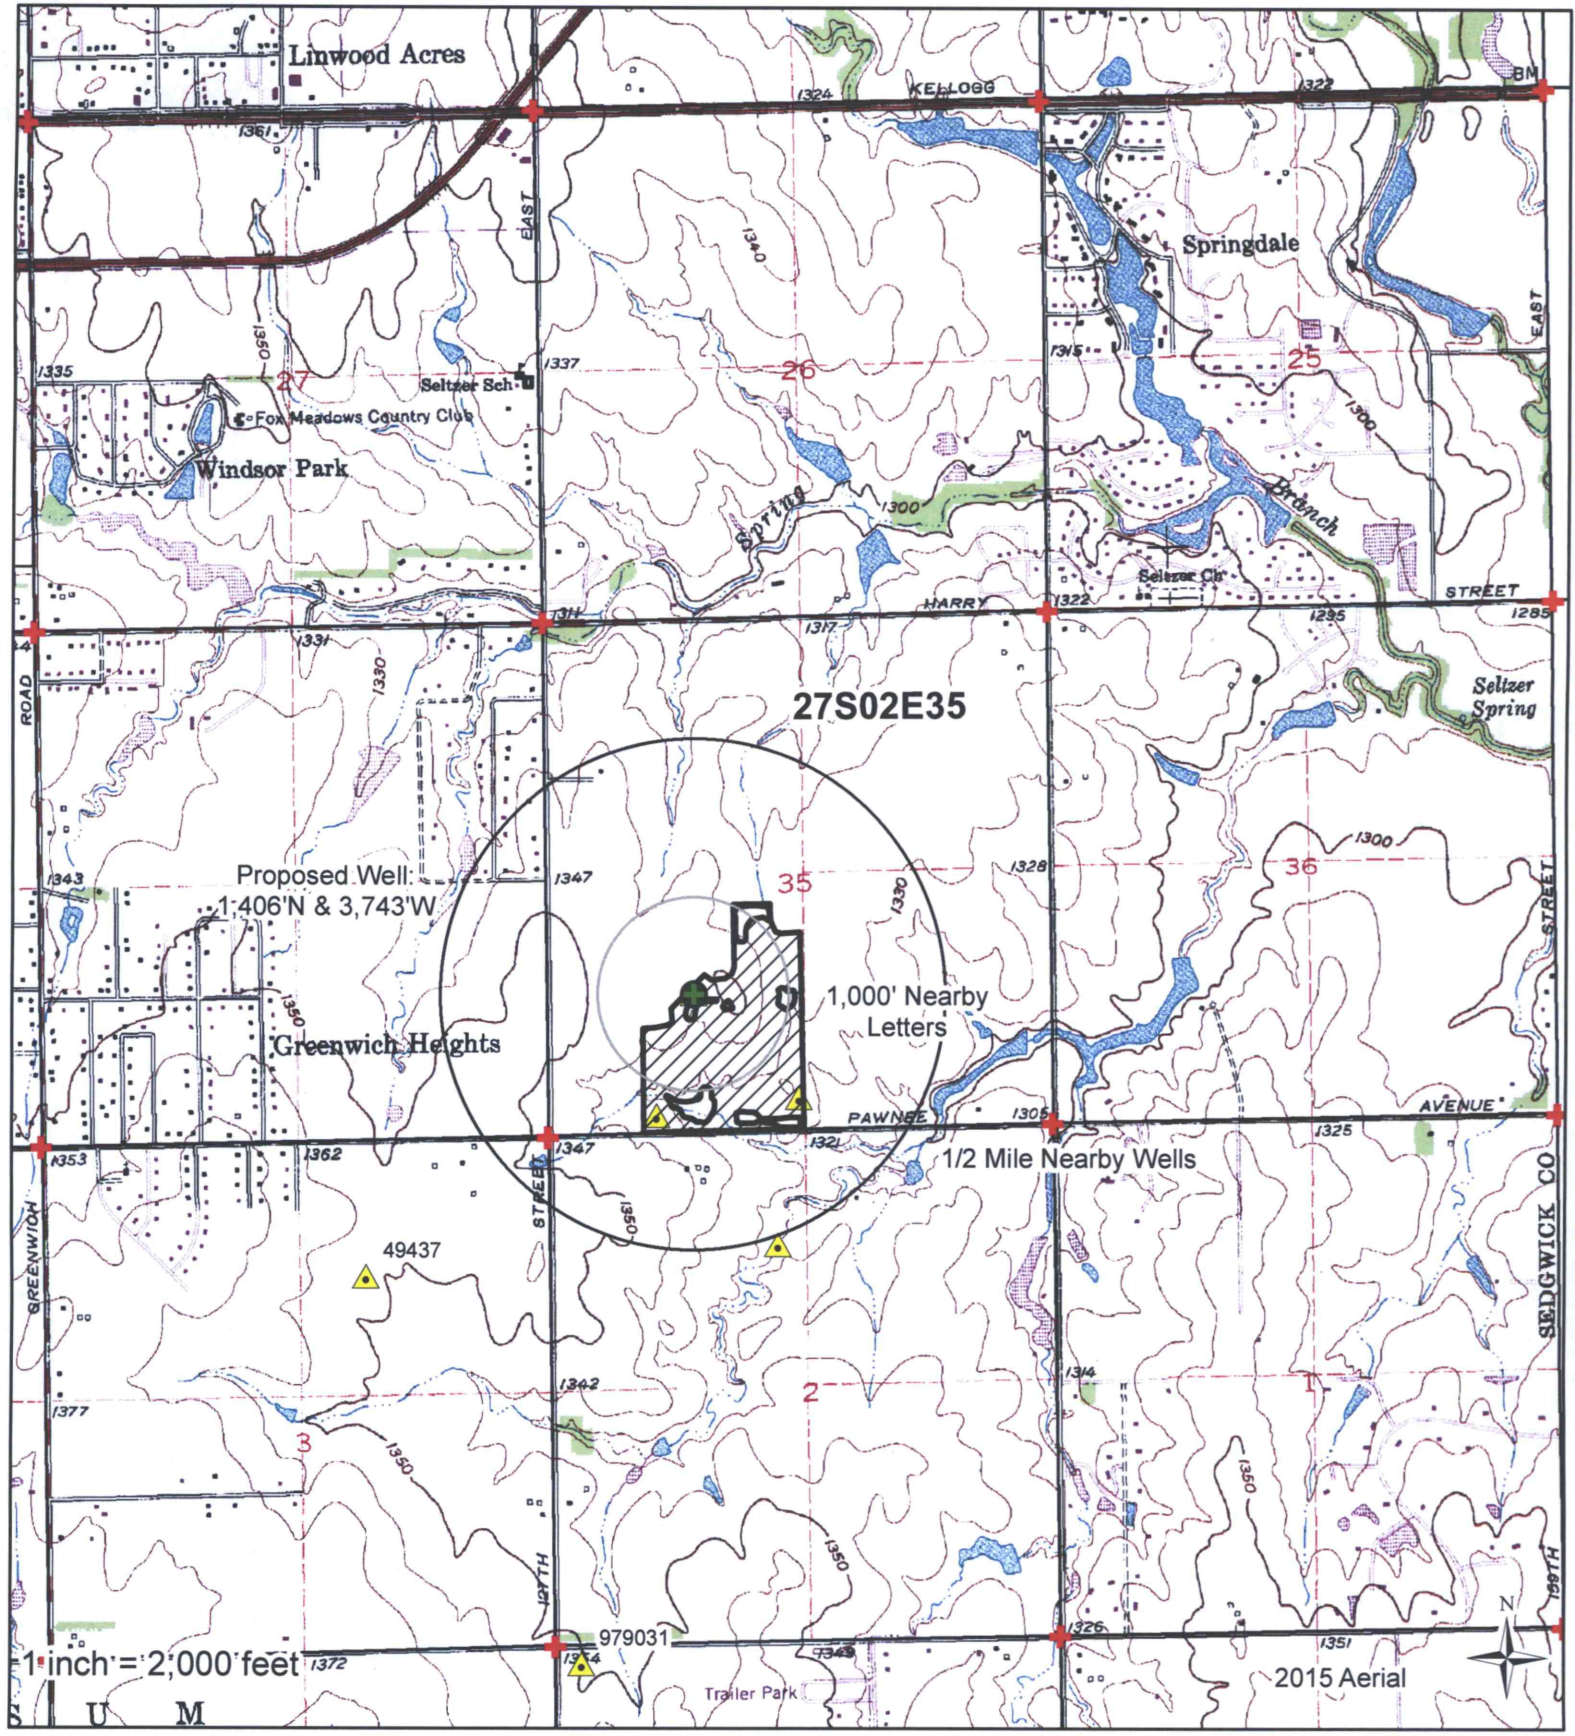 Linwood Acres
1324
KELLOGG
1322
BM
1361
EAST
1340
Springdale
EAST
1350
1335
27
Seltzer Sch
1337
26
1315
25
Fox Meadows Country Club
1300
Windsor Park
Spring
1300
Branch
Seltzer Ch
1331
1311
1317
HARRY
1322
1295
STREET
1285
ROAD
1330
27S02E35
Seltzer
Spring
1343
Proposed Well:
1,406'N & 3,743'W
1347
35
1330
1328
36
1300
STREET
1350
Greenwich Heights
1,000' Nearby
Letters
1353
1362
STREET
1347
PAWNEE
1321
1305
1325
AVENUE
1/2 Mile Nearby Wells
GREENWICH
49437
1350
SEDGWICK CO
1377
3
1350
1342
2
1314
1
1350
1350
127TH
159TH
N
1 inch = 2,000 feet
1372
979031
1364
1349
1326
1351
Trailer Park
2015 Aerial
U M